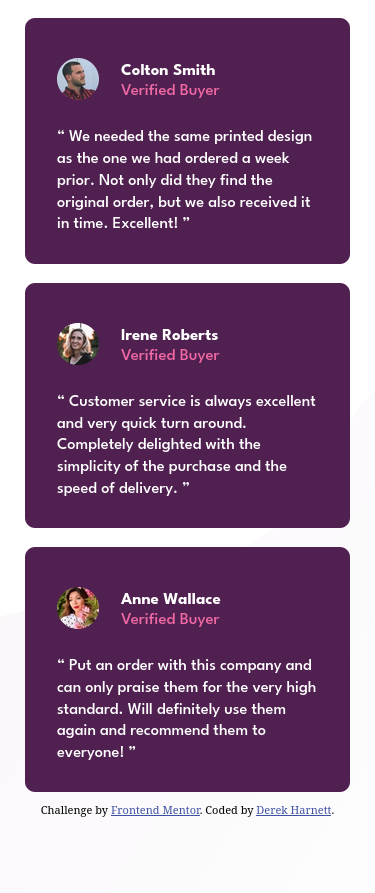 Colton Smith
Verified Buyer
“ We needed the same printed design
as the one we had ordered a week
prior. Not only did they find the
original order, but we also received it
in time. Excellent! ”
Irene Roberts
Verified Buyer
“ Customer service is always excellent
and very quick turn around.
Completely delighted with the
simplicity of the purchase and the
speed of delivery. ”
Anne Wallace
Verified Buyer
“ Put an order with this company and
can only praise them for the very high
standard. Will definitely use them
again and recommend them to
everyone! ”
Challenge by Frontend Mentor. Coded by Derek Harnett.